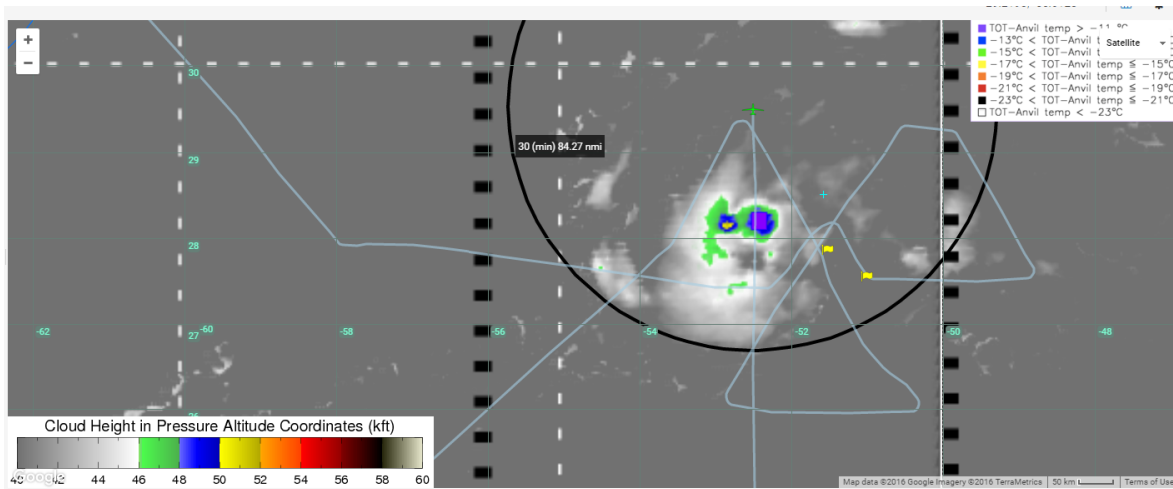 +
−
TOT-Anvil temp > −11 °C
−13°C < TOT-Anvil t
−15°C < TOT-Anvil t
Satellite
−17°C < TOT-Anvil temp ≤ −15°C
−19°C < TOT-Anvil temp ≤ −17°C
−21°C < TOT-Anvil temp ≤ −19°C
−23°C < TOT-Anvil temp ≤ −21°C
TOT-Anvil temp < −23°C
30
30 (min) 84.27 nmi
29
28
-62
-60
-58
-56
-54
-52
-50
-48
27
26
Cloud Height in Pressure Altitude Coordinates (kft)
40 42 44 46 48 50 52 54 56 58 60
Google
Map data ©2016 Google Imagery ©2016 TerraMetrics
50 km
Terms of Use